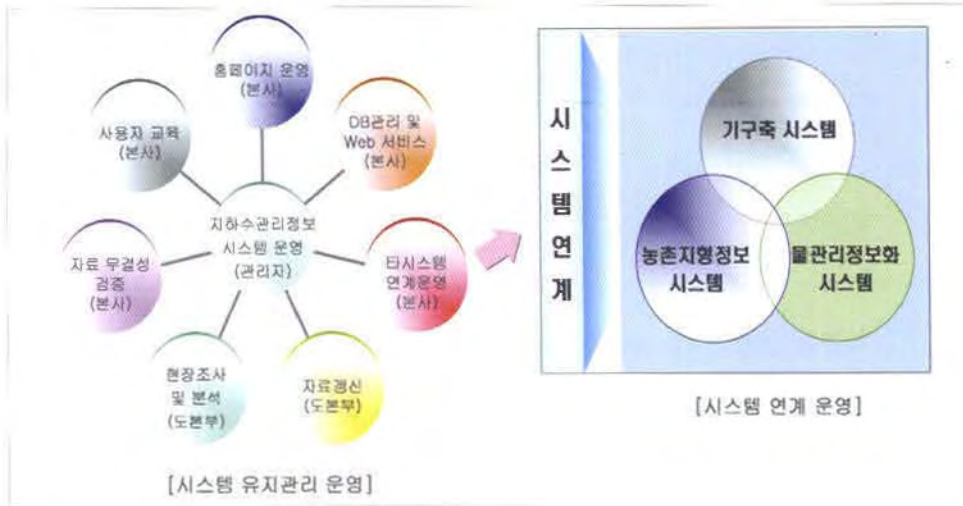 홈페이지 운영
(본사)
사용자 교육
(본사)
DB관리 및
Web 서비스
(본사)
지하수관리정보
시스템 운영
(관리자)
자료 무결성
검증
(본사)
타시스템
연계운영
(본사)
현장조사
및 분석
(도본부)
자료갱신
(도본부)
[시스템 유지관리 운영]
시
스
템
연
계
기구축 시스템
농촌지형정보
시스템
물관리정보화
시스템
[시스템 연계 운영]